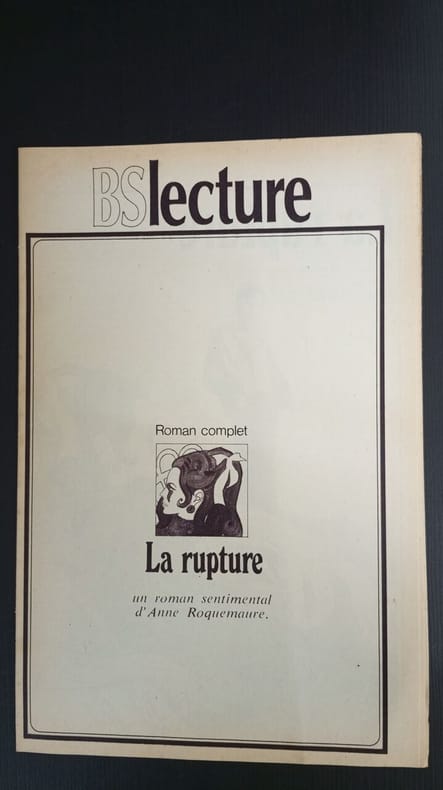 BSlecture
Roman complet
La rupture
un roman sentimental
d'Anne Roquemaure.